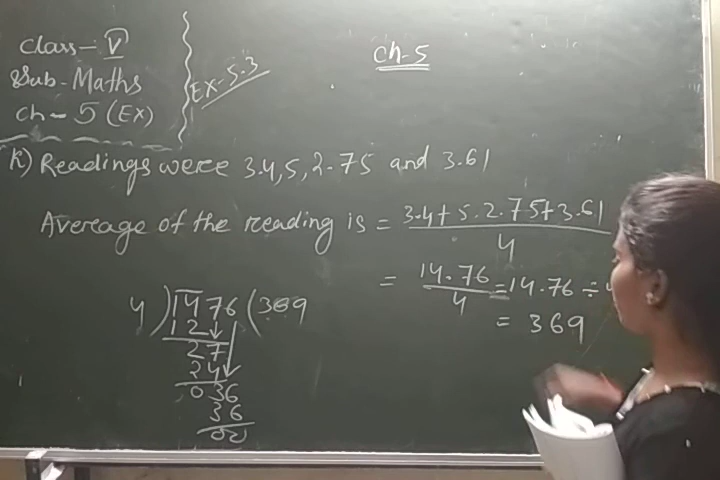 Class - V
Sub - Maths
Ch - 5 (Ex)
Ex - 5.3
Ch-5
K) Readings were 3.4, 5, 2.75 and 3.61
Avereage of the reading is = 3.4 + 5.2.75 + 3.61
4
= 14.76 = 14.76 ÷
4
= 369
4 ) 1476 ( 369
12
27
24
036
36
00